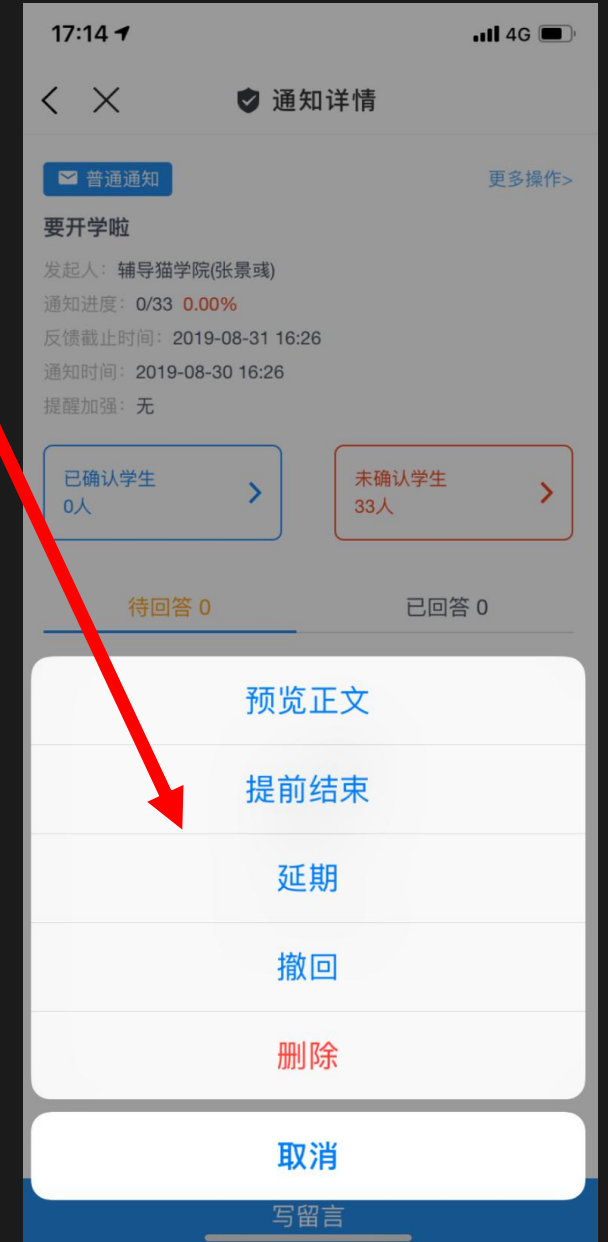 17:14
4G
通知详情
普通通知
更多操作>
要开学啦
发起人：辅导猫学院(张景彧)
通知进度：0/33 0.00%
反馈截止时间：2019-08-31 16:26
通知时间：2019-08-30 16:26
提醒加强：无
已确认学生
0人
未确认学生
33人
待回答 0
已回答 0
预览正文
提前结束
延期
撤回
删除
取消
写留言